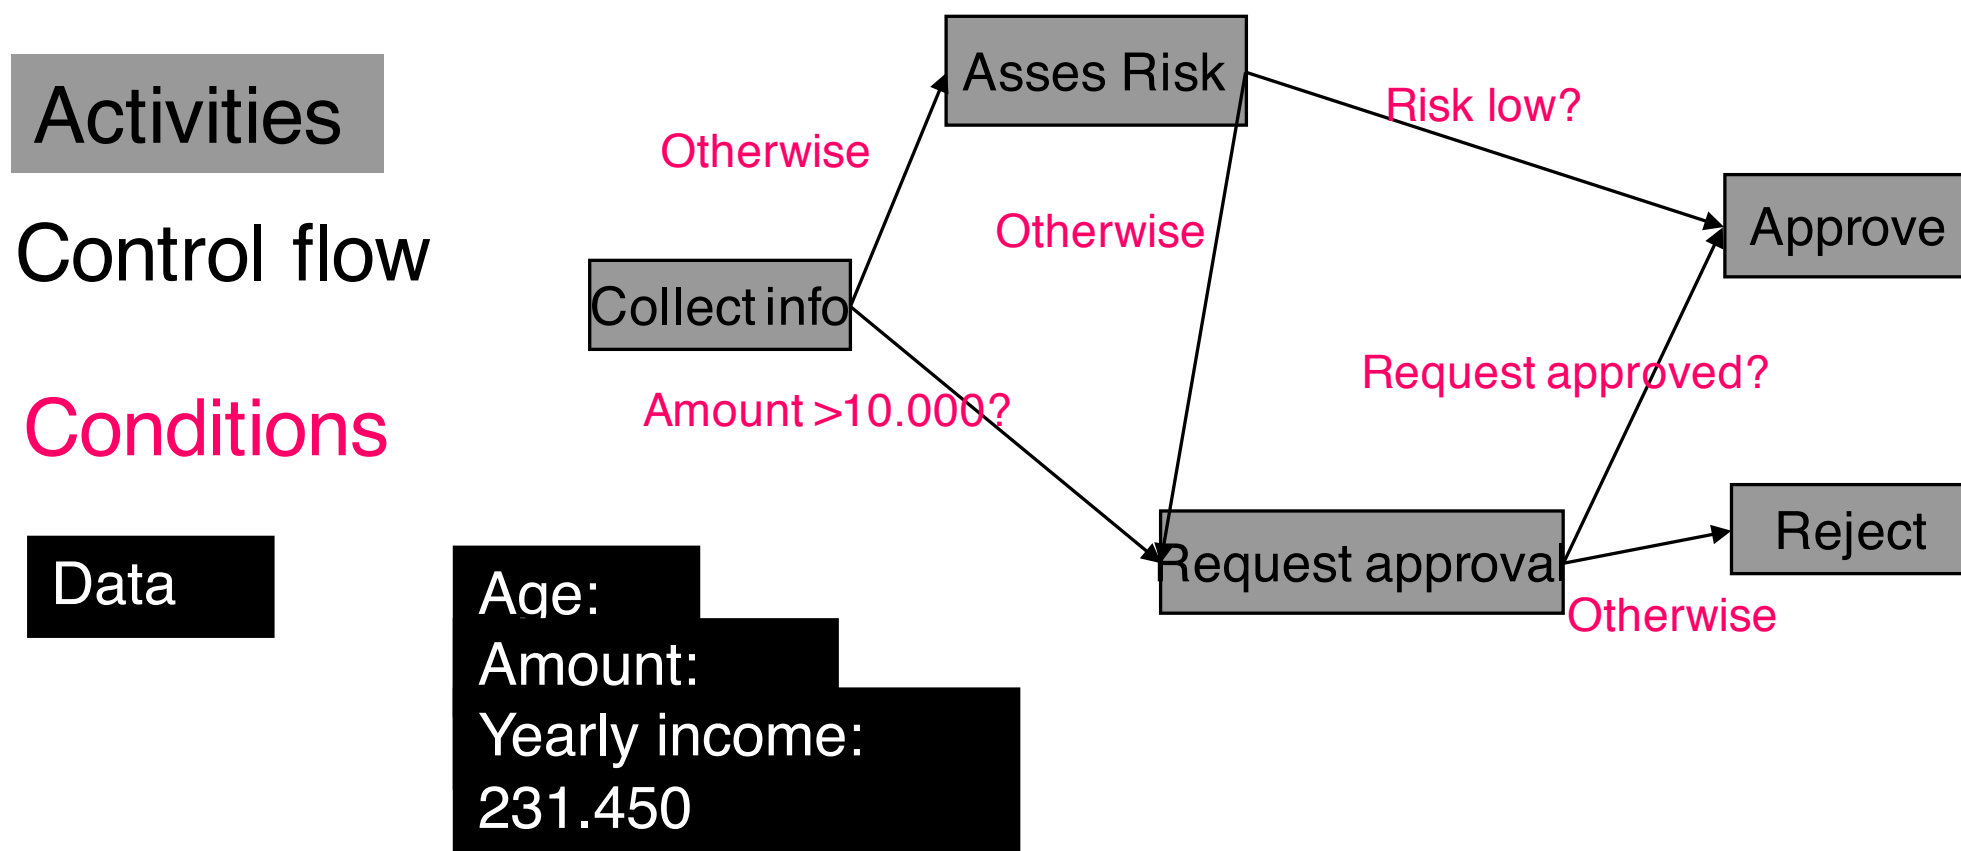 Activities
Control flow
Conditions
Data
Age:
Amount:
Yearly income:
231.450
Collect info
Otherwise
Amount >10.000?
Asses Risk
Otherwise
Risk low?
Request approval
Request approved?
Otherwise
Approve
Reject